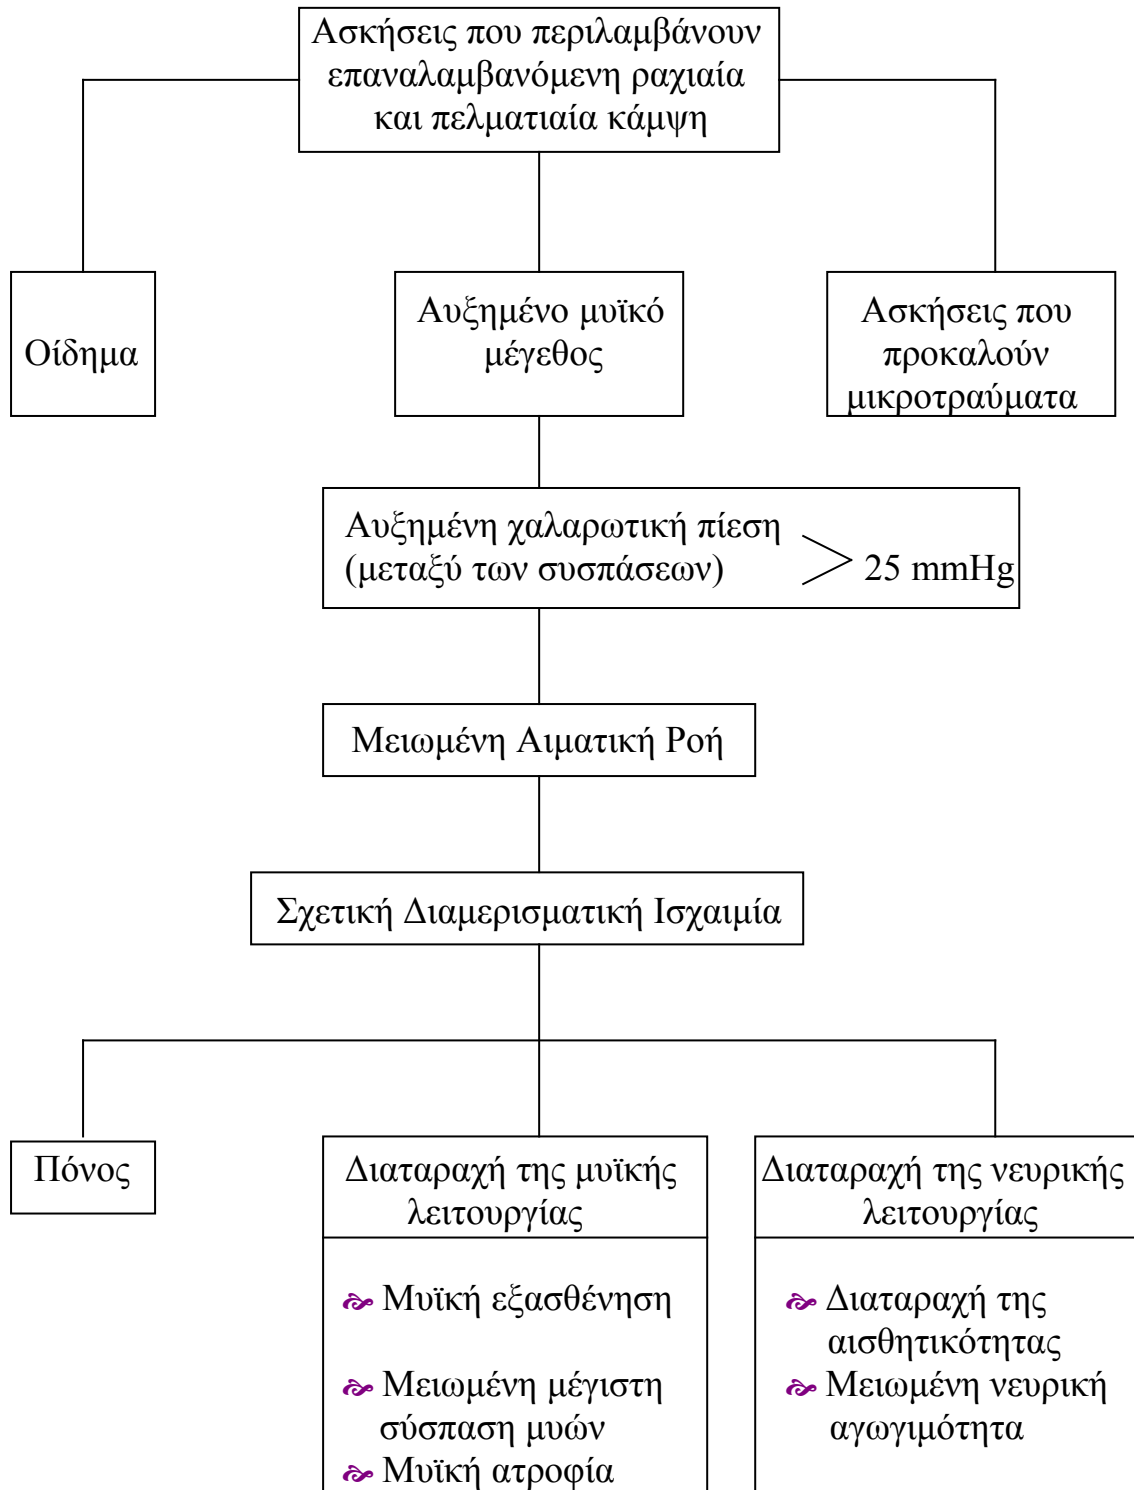 Ασκήσεις που περιλαμβάνουν
επαναλαμβανόμενη ραχιαία
και πελματιαία κάμψη
Οίδημα
Αυξημένο μυϊκό
μέγεθος
Ασκήσεις που
προκαλούν
μικροτραύματα
Αυξημένη χαλαρωτική πίεση
(μεταξύ των συσπάσεων) > 25 mmHg
Μειωμένη Αιματική Ροή
Σχετική Διαμερισματική Ισχαιμία
Πόνος
Διαταραχή της μυϊκής
λειτουργίας
Μυϊκή εξασθένηση
Μειωμένη μέγιστη
σύσπαση μυών
Μυϊκή ατροφία
Διαταραχή της νευρικής
λειτουργίας
Διαταραχή της
αισθητικότητας
Μειωμένη νευρική
αγωγιμότητα